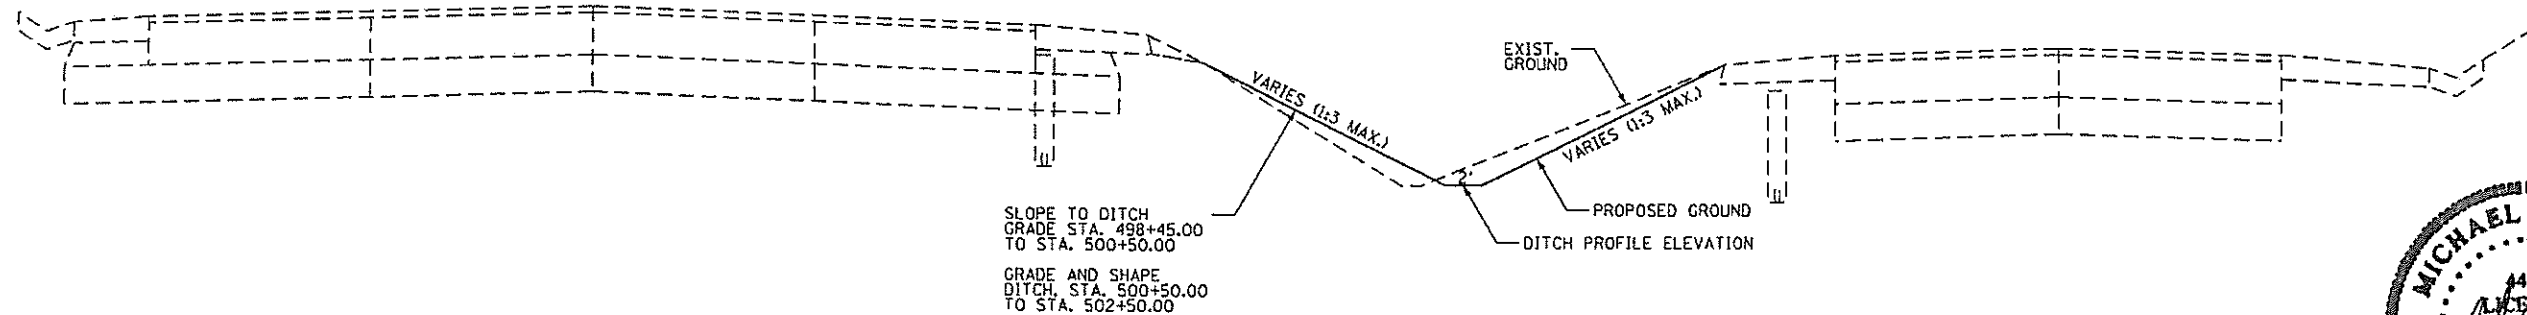 EXIST.
GROUND
VARIES (1:3 MAX.)
VARIES (1:3 MAX.)
2'
SLOPE TO DITCH
GRADE STA. 498+45.00
TO STA. 500+50.00
PROPOSED GROUND
DITCH PROFILE ELEVATION
GRADE AND SHAPE
DITCH, STA. 500+50.00
TO STA. 502+50.00
MICHAEL
44